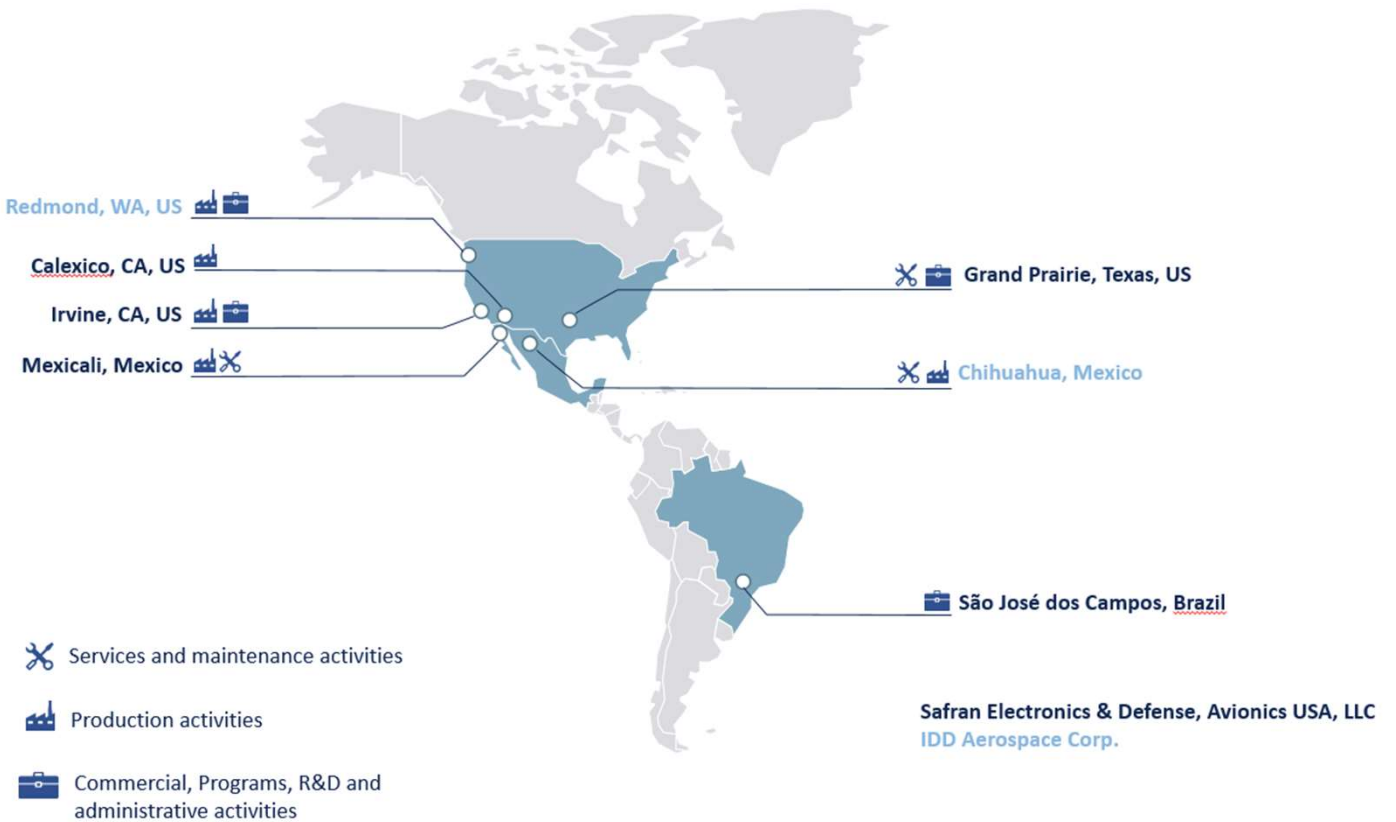 Redmond, WA, US
Calexico, CA, US
Irvine, CA, US
Mexicali, Mexico
Grand Prairie, Texas, US
Chihuahua, Mexico
São José dos Campos, Brazil
Services and maintenance activities
Production activities
Commercial, Programs, R&D and
administrative activities
Safran Electronics & Defense, Avionics USA, LLC
IDD Aerospace Corp.